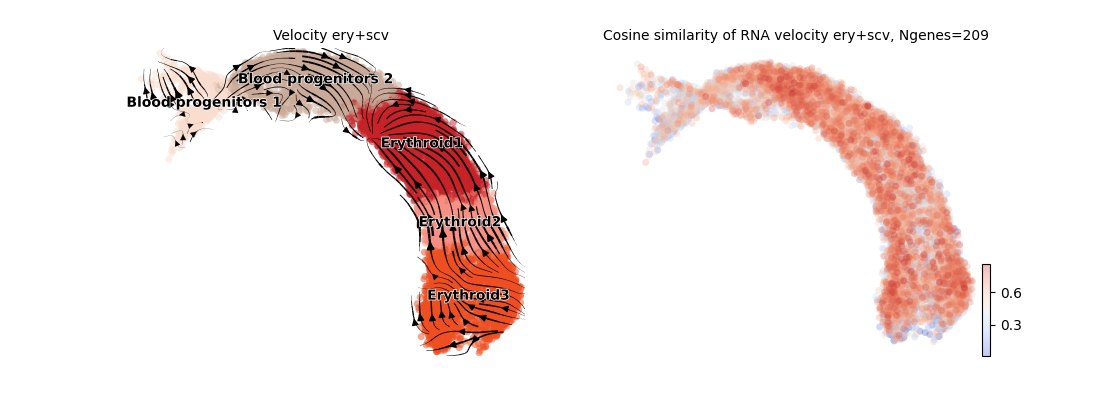 Velocity ery+scv
Blood progenitors 2
Blood progenitors 1
Erythroid1
Erythroid2
Erythroid3
Cosine similarity of RNA velocity ery+scv, Ngenes=209
0.6
0.3